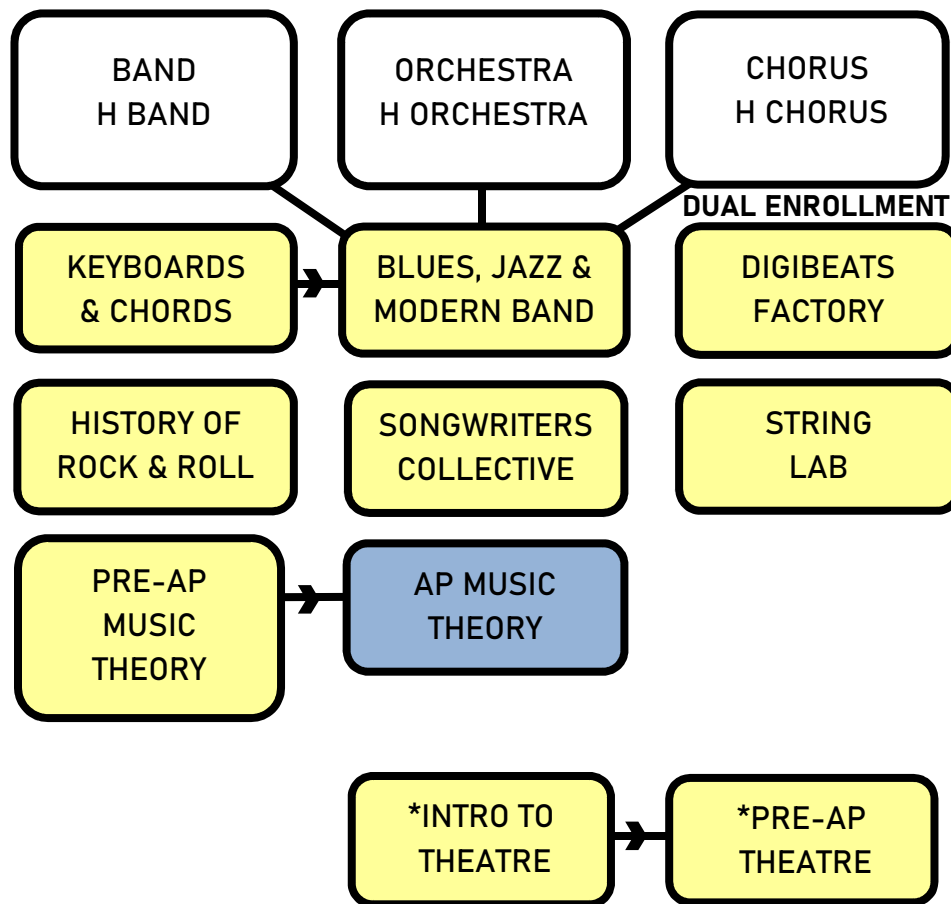 BAND
H BAND
ORCHESTRA
H ORCHESTRA
CHORUS
H CHORUS
DUAL ENROLLMENT
KEYBOARDS
& CHORDS
BLUES, JAZZ &
MODERN BAND
DIGIBEATS
FACTORY
HISTORY OF
ROCK & ROLL
SONGWRITERS
COLLECTIVE
STRING
LAB
PRE-AP
MUSIC
THEORY
AP MUSIC
THEORY
*INTRO TO
THEATRE
*PRE-AP
THEATRE